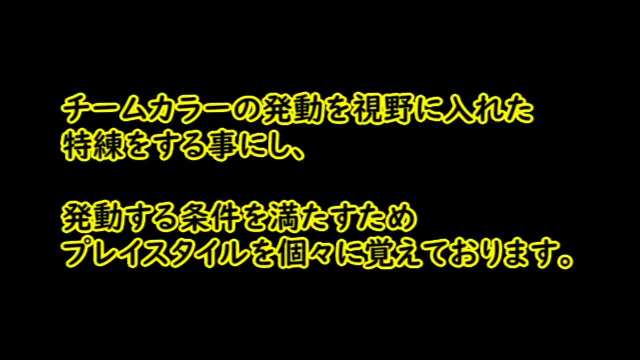 チームカラーの発動を視野に入れた
特練をする事にし、
発動する条件を満たすため
プレイスタイルを個々に覚えております。